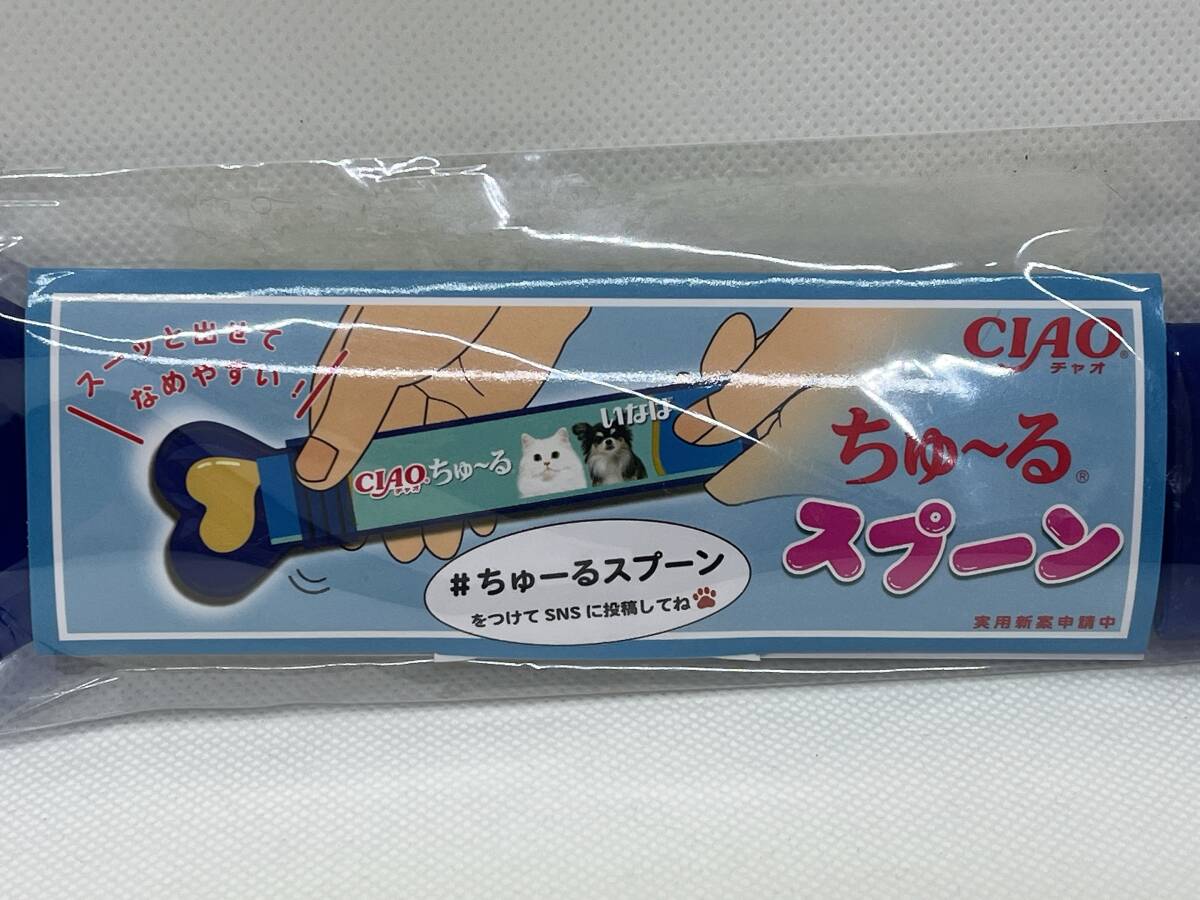 スーッと出せて
なめやすい!
CIAO
チャオ
ちゅ～る
いなば
CIAO®
チャオ
ちゅ～る®
スプーン
#ちゅーるスプーン
をつけてSNSに投稿してね
実用新案申請中